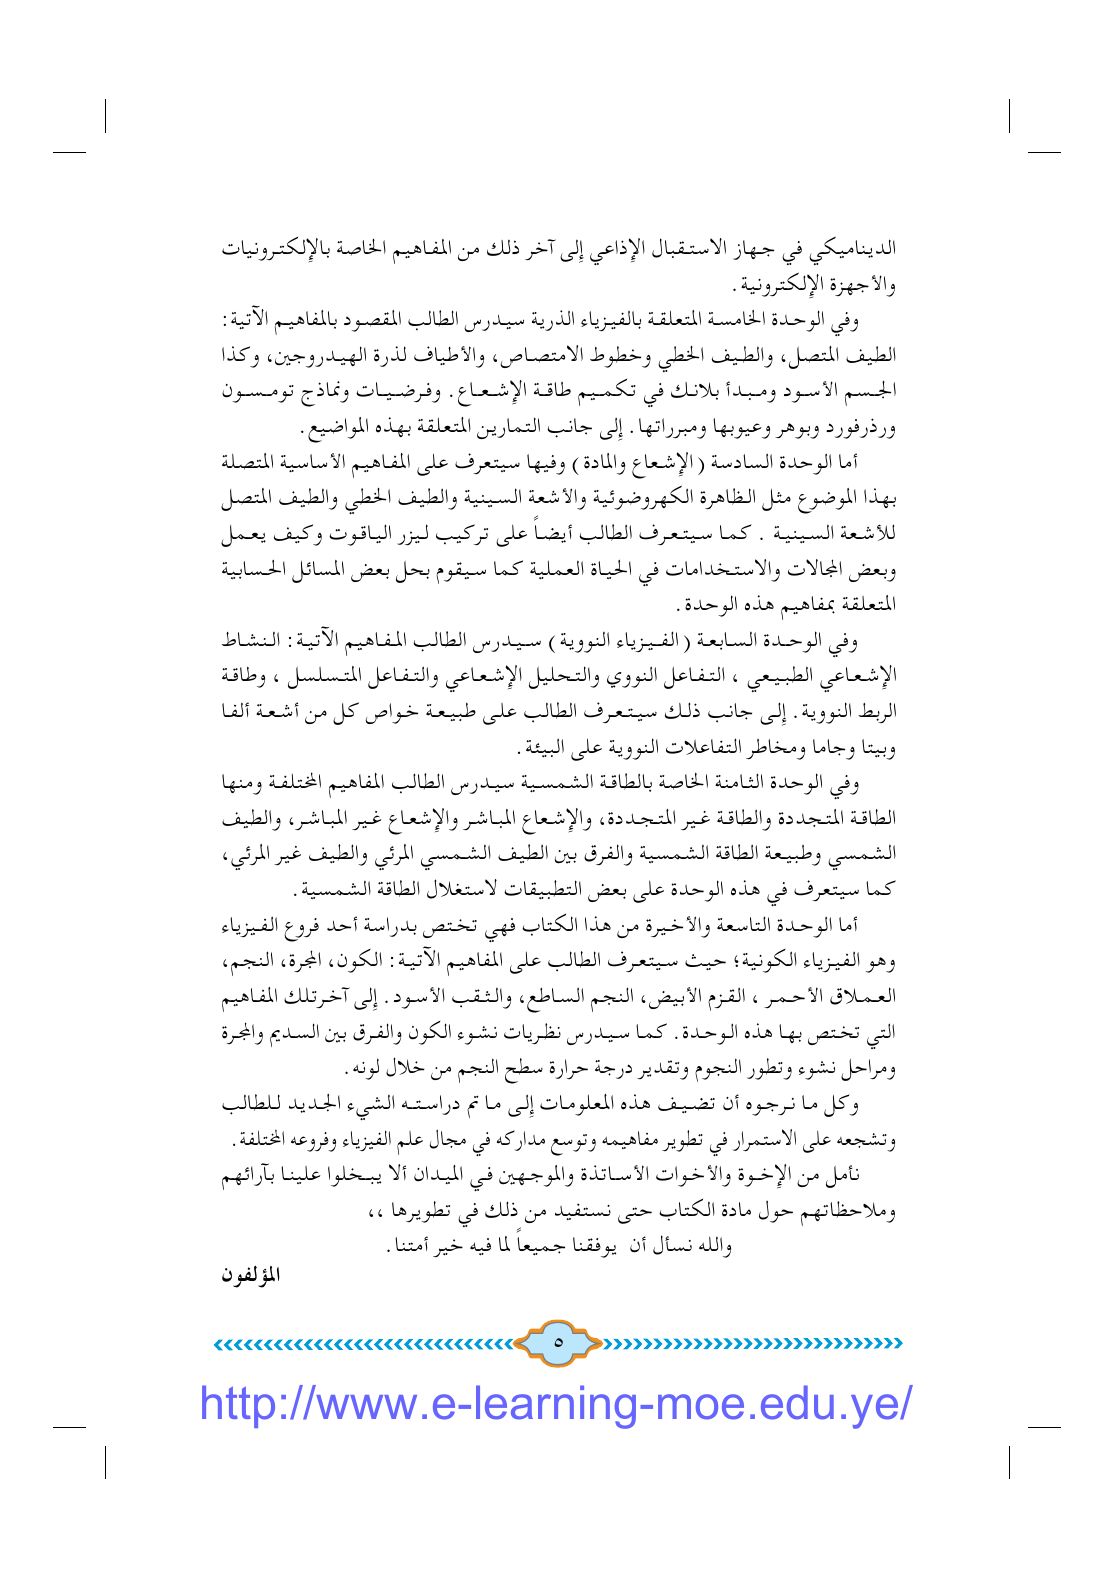 الديناميكي في جهاز الاستقبال الإذاعي إلى آخر ذلك من المفاهيم الخاصة بالإلكترونيات
والأجهزة الإلكترونية .
وفي الوحدة الخامسة المتعلقة بالفيزياء الذرية سيدرس الطالب المقصود بالمفاهيم الآتية :
الطيف المتصل، والطيف الخطي وخطوط الامتصاص، والأطياف لذرة الهيدروجين، وكذا
الجسم الأسود ومبدأ بلانك في تكميم طاقة الإشعاع . وفرضيات ونماذج تومسون
ورذرفورد وبوهر وعيوبها ومبرراتها . إلى جانب التمارين المتعلقة بهذه المواضيع .
أما الوحدة السادسة ( الإشعاع والمادة ) وفيها سيتعرف على المفاهيم الأساسية المتصلة
بهذا الموضوع مثل الظاهرة الكهروضوئية والأشعة السينية والطيف الخطي والطيف المتصل
للأشعة السينية . كما سيتعرف الطالب أيضاً على تركيب ليزر الياقوت وكيف يعمل
وبعض المجالات والاستخدامات في الحياة العملية كما سيقوم بحل بعض المسائل الحسابية
المتعلقة بمفاهيم هذه الوحدة .
وفي الوحدة السابعة ( الفيزياء النووية ) سيدرس الطالب المفاهيم الآتية : النشاط
الإشعاعي الطبيعي ، التفاعل النووي والتحليل الإشعاعي والتفاعل المتسلسل ، وطاقة
الربط النووية . إلى جانب ذلك سيتعرف الطالب على طبيعة خواص كل من أشعة ألفا
وبيتا وجاما ومخاطر التفاعلات النووية على البيئة .
وفي الوحدة الثامنة الخاصة بالطاقة الشمسية سيدرس الطالب المفاهيم المختلفة ومنها
الطاقة المتجددة والطاقة غير المتجددة، والإشعاع المباشر والإشعاع غير المباشر، والطيف
الشمسي وطبيعة الطاقة الشمسية والفرق بين الطيف الشمسي المرئي والطيف غير المرئي،
كما سيتعرف في هذه الوحدة على بعض التطبيقات لاستغلال الطاقة الشمسية .
أما الوحدة التاسعة والأخيرة من هذا الكتاب فهي تختص بدراسة أحد فروع الفيزياء
وهو الفيزياء الكونية؛ حيث سيتعرف الطالب على المفاهيم الآتية : الكون، المجرة، النجم،
العملاق الأحمر ، القزم الأبيض، النجم الساطع، والثقب الأسود . إلى آخرتلك المفاهيم
التي تختص بها هذه الوحدة . كما سيدرس نظريات نشوء الكون والفرق بين السديم والمجرة
ومراحل نشوء وتطور النجوم وتقدير درجة حرارة سطح النجم من خلال لونه .
وكل ما نرجوه أن تضيف هذه المعلومات إلى ما تم دراسته الشيء الجديد للطالب
وتشجعه على الاستمرار في تطوير مفاهيمه وتوسع مداركه في مجال علم الفيزياء وفروعه المختلفة .
نأمل من الإخوة والأخوات الأساتذة والموجهين في الميدان ألا يبخلوا علينا بآرائهم
وملاحظاتهم حول مادة الكتاب حتى نستفيد من ذلك في تطويرها ،،
والله نسأل أن يوفقنا جميعاً لما فيه خير أمتنا .
المؤلفون
٥
http://www.e-learning-moe.edu.ye/